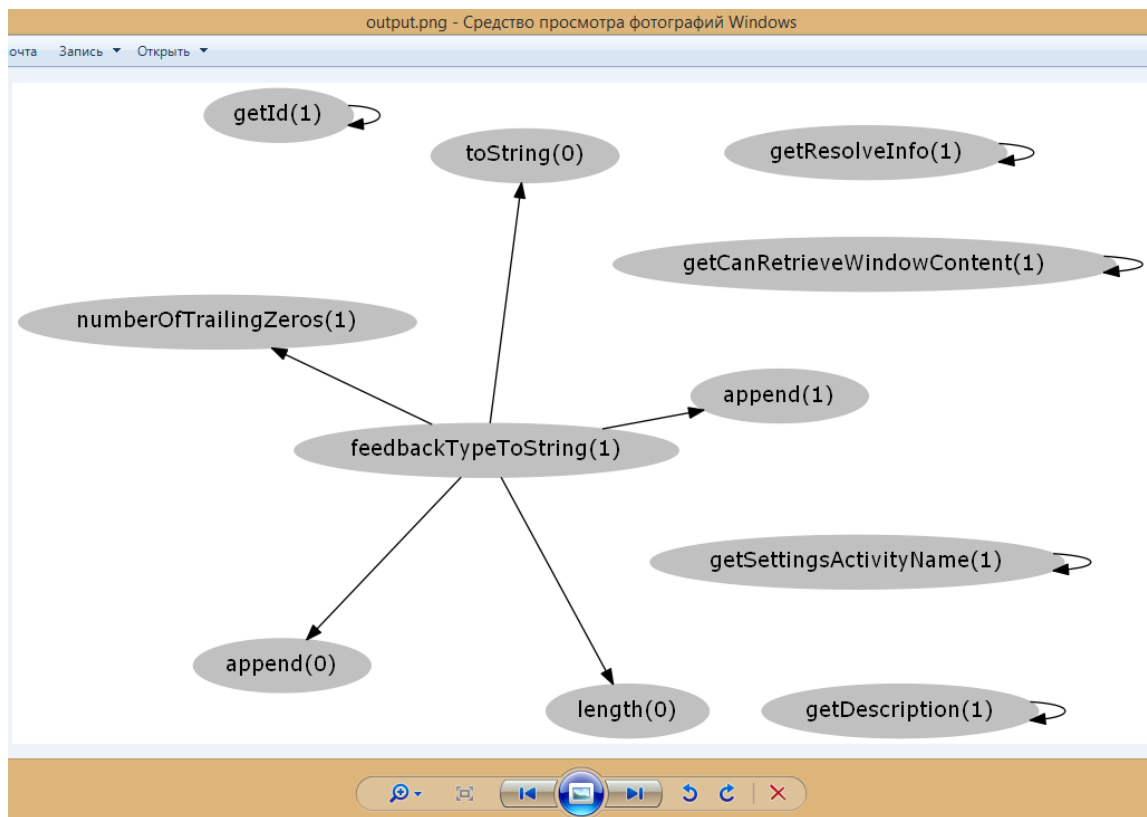 output.png - Средство просмотра фотографий Windows
очта Запись Открыть
getId(1)
toString(0)
getResolveInfo(1)
getCanRetrieveWindowContent(1)
numberOfTrailingZeros(1)
append(1)
feedbackTypeToString(1)
getSettingsActivityName(1)
append(0)
length(0)
getDescription(1)